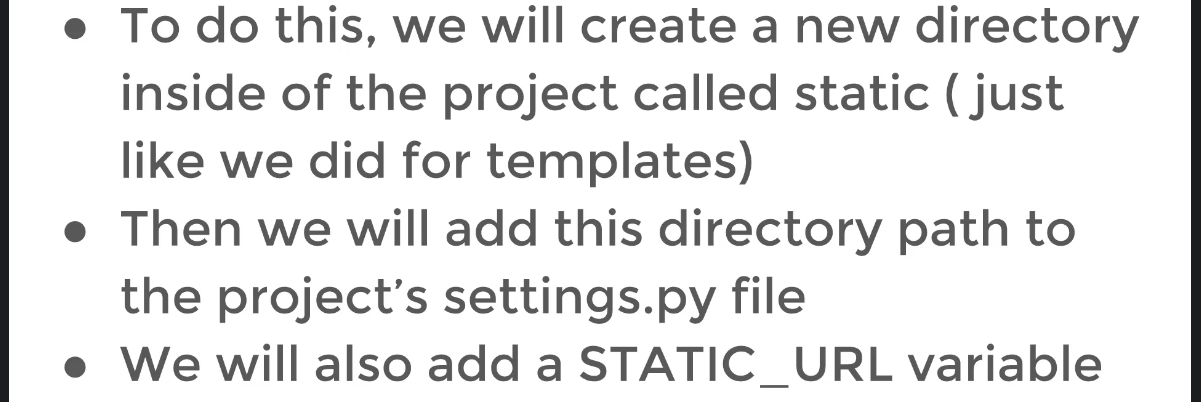 • To do this, we will create a new directory
inside of the project called static ( just
like we did for templates)
• Then we will add this directory path to
the project’s settings.py file
• We will also add a STATIC_URL variable